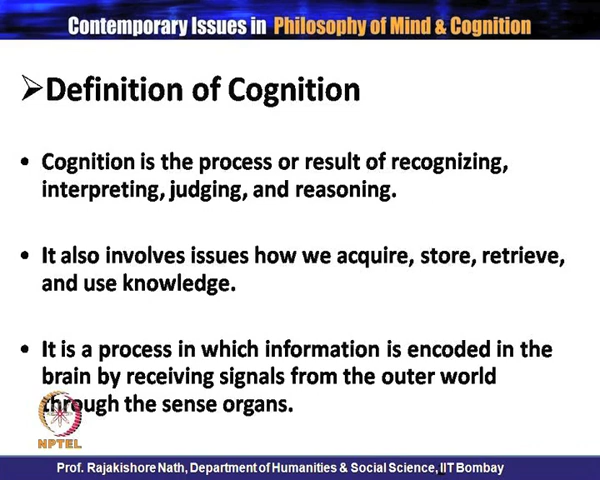 Contemporary Issues in Philosophy of Mind & Cognition
➢Definition of Cognition
• Cognition is the process or result of recognizing,
interpreting, judging, and reasoning.
• It also involves issues how we acquire, store, retrieve,
and use knowledge.
• It is a process in which information is encoded in the
brain by receiving signals from the outer world
through the sense organs.
NPTEL
Prof. Rajakishore Nath, Department of Humanities & Social Science, IIT Bombay